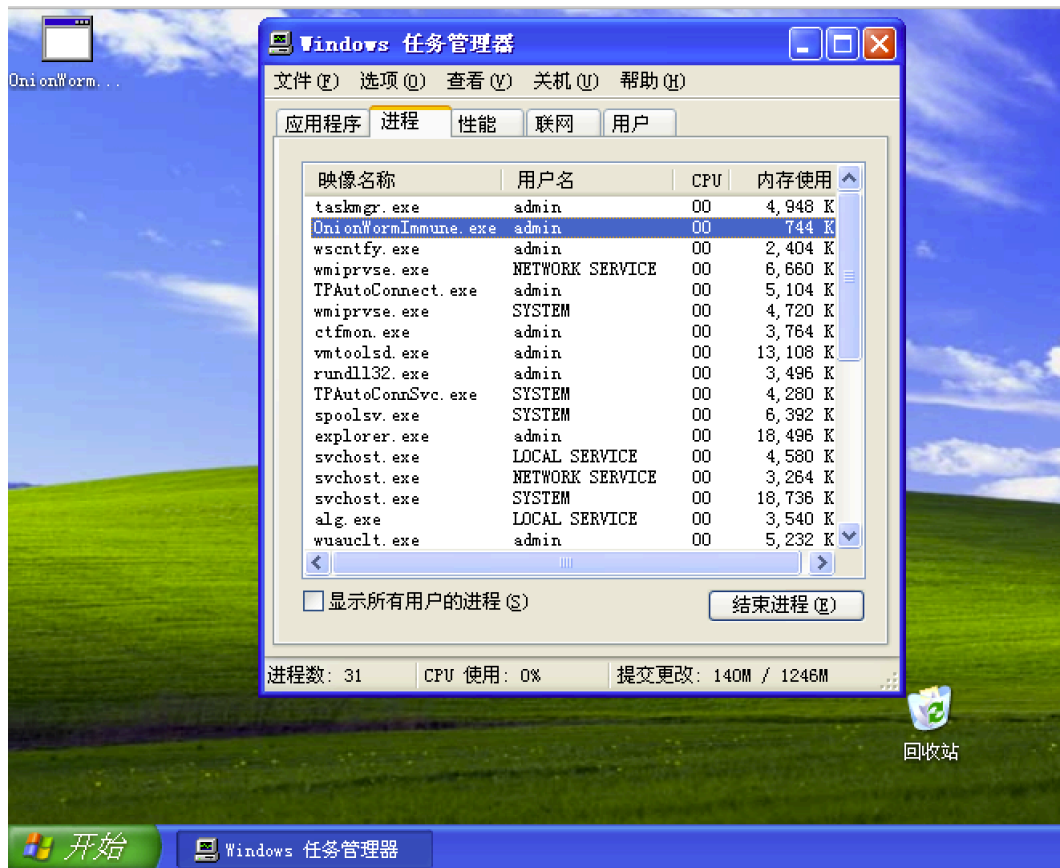 OnionWorm...
Windows 任务管理器
文件(F) 选项(O) 查看(V) 关机(U) 帮助(H)
应用程序 进程 性能 联网 用户
映像名称 用户名 CPU 内存使用
taskmgr.exe admin 00 4,948 K
OnionWormImmune.exe admin 00 744 K
wscntfy.exe admin 00 2,404 K
wmiprvse.exe NETWORK SERVICE 00 6,660 K
TPAutoConnect.exe admin 00 5,104 K
wmiprvse.exe SYSTEM 00 4,720 K
ctfmon.exe admin 00 3,764 K
vmtoolsd.exe admin 00 13,108 K
rundll32.exe admin 00 3,496 K
TPAutoConnSvc.exe SYSTEM 00 4,280 K
spoolsv.exe SYSTEM 00 6,392 K
explorer.exe admin 00 18,496 K
svchost.exe LOCAL SERVICE 00 4,580 K
svchost.exe NETWORK SERVICE 00 3,264 K
svchost.exe SYSTEM 00 18,736 K
alg.exe LOCAL SERVICE 00 3,540 K
wuauclt.exe admin 00 5,232 K
显示所有用户的进程(S) 结束进程(E)
进程数: 31 CPU 使用: 0% 提交更改: 140M / 1246M
回收站
开始 Windows 任务管理器